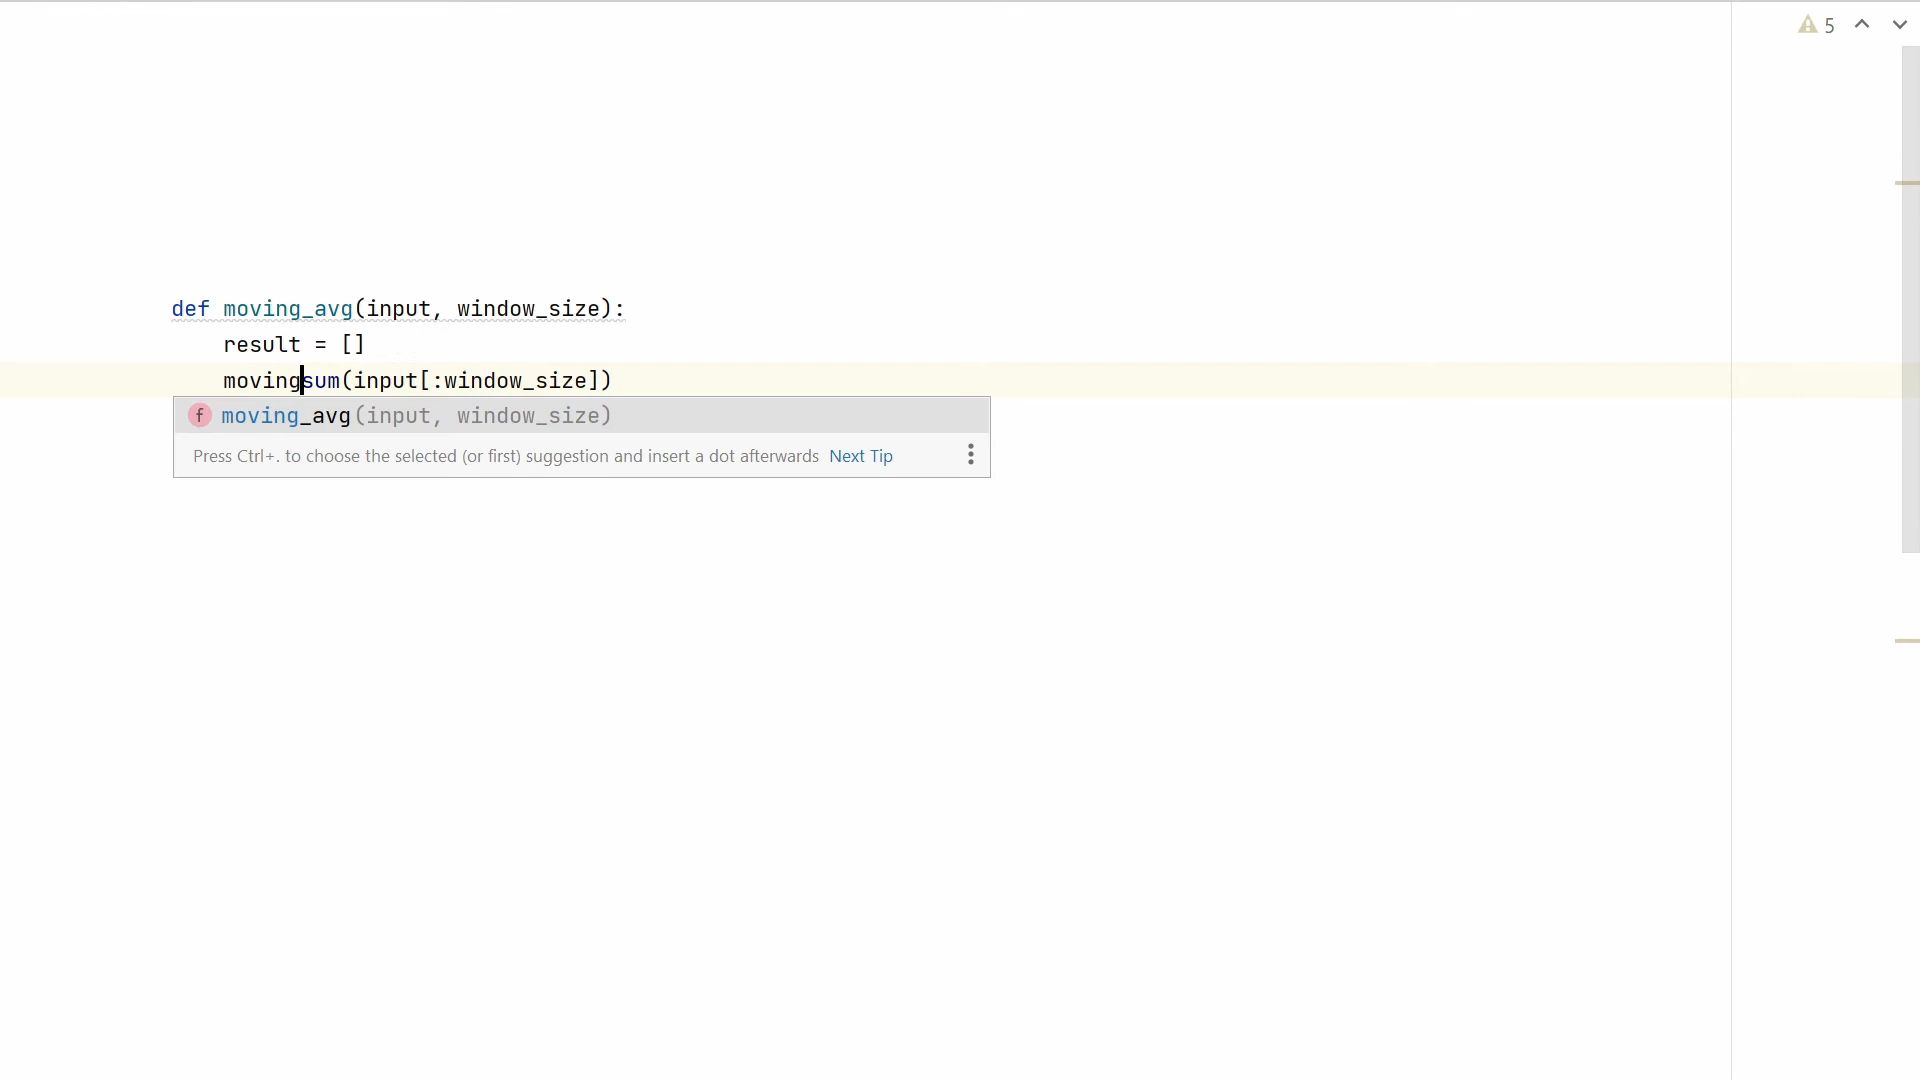 5
def moving_avg(input, window_size):
    result = []
    movingsum(input[:window_size])
f moving_avg(input, window_size)
Press Ctrl+. to choose the selected (or first) suggestion and insert a dot afterwards Next Tip